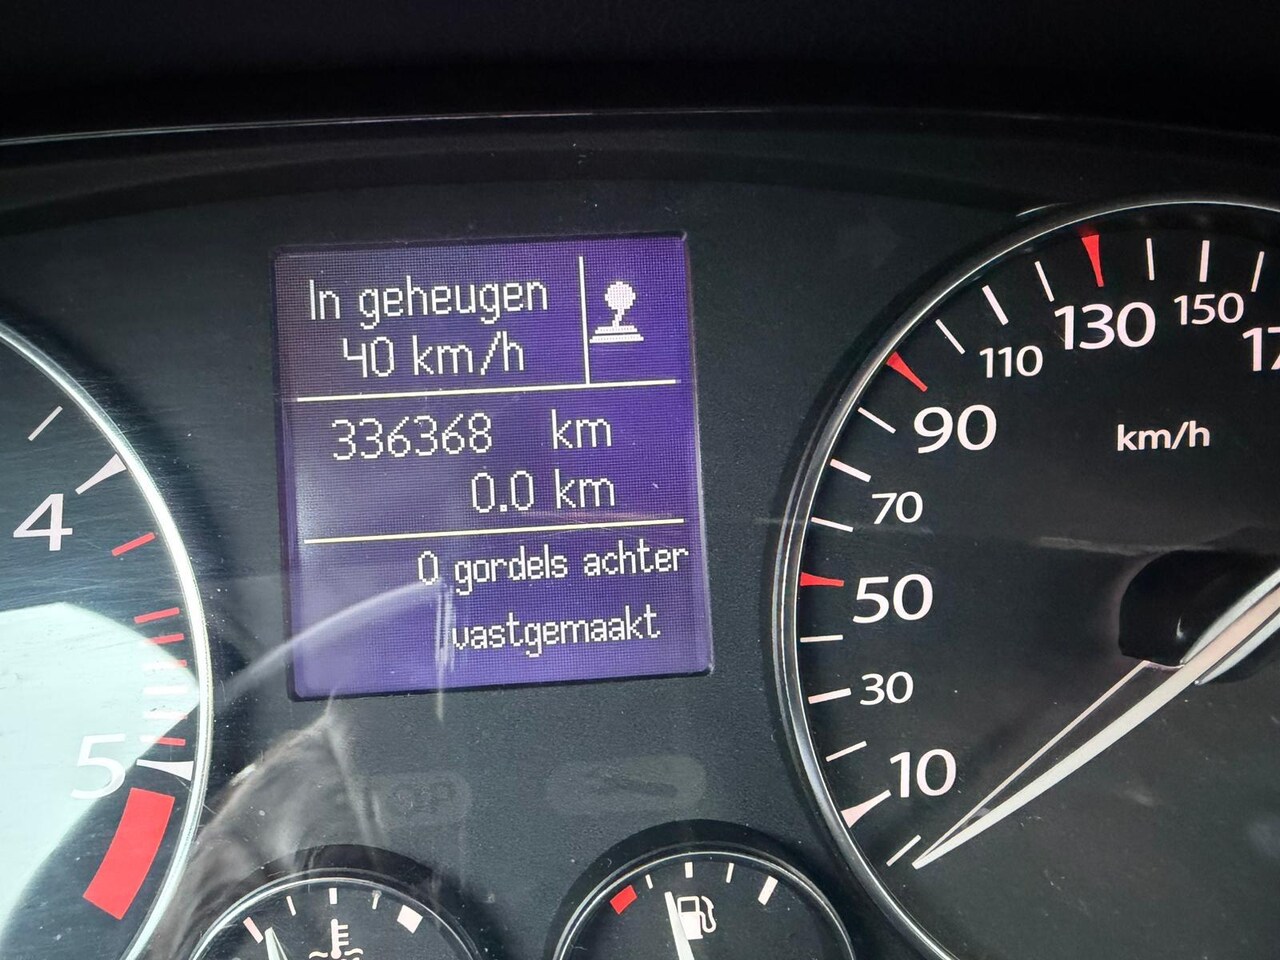 In geheugen
40 km/h
336368 km
0.0 km
0 gordels achter
vastgemaakt
4
5
10
30
50
70
90
110
130
150
km/h